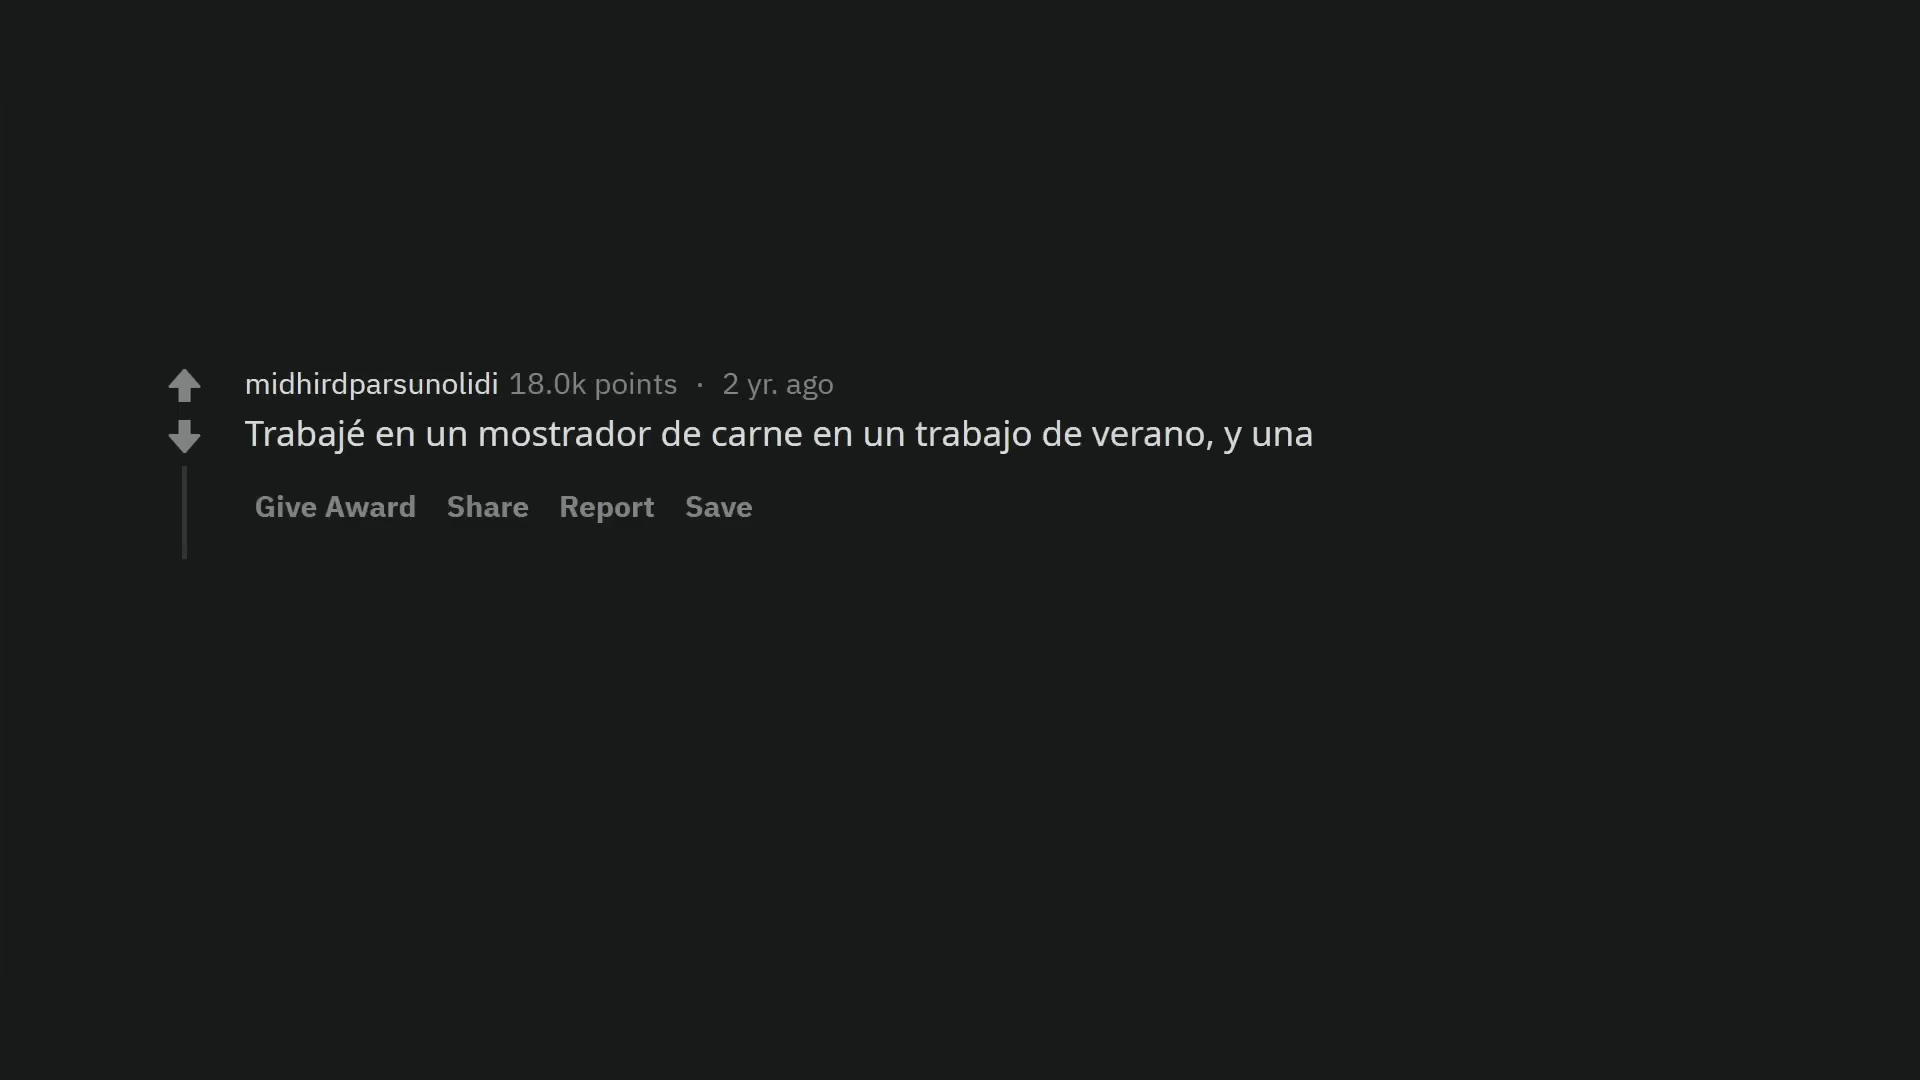 midhirdparsunolidi 18.0k points · 2 yr. ago
Trabajé en un mostrador de carne en un trabajo de verano, y una
Give Award Share Report Save